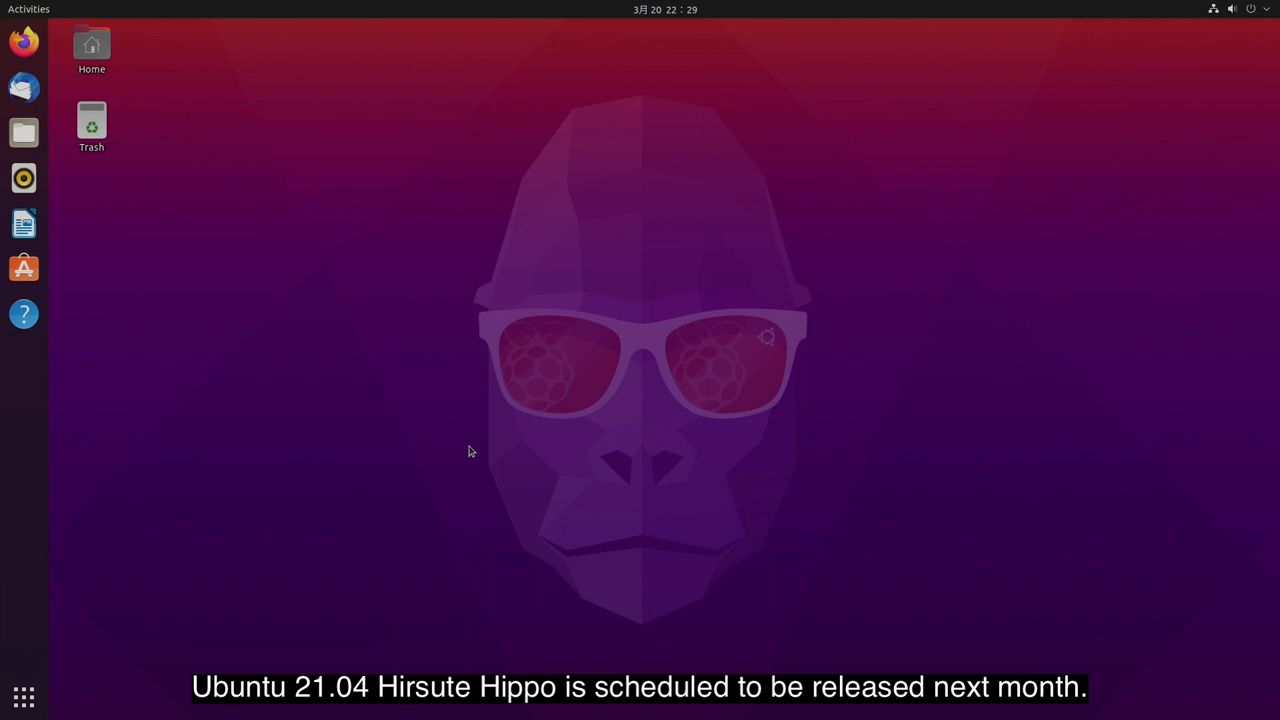 Activities
3月 20 22：29
Home
Trash
Ubuntu 21.04 Hirsute Hippo is scheduled to be released next month.